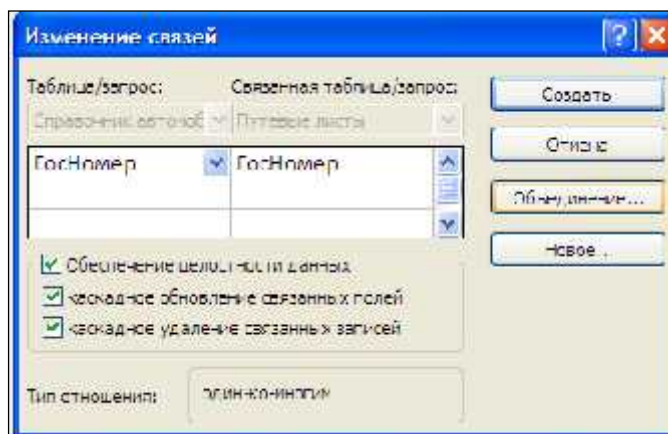 Изменение связей
Таблица/запрос: Связанная таблица/запрос:
Справочник автомоб Путевые листы
ГосНомер ГосНомер
Обеспечение целостности данных
каскадное обновление связанных полей
каскадное удаление связанных записей
Тип отношения: один-ко-многим
Создать
Отмена
Объединение...
Новое...